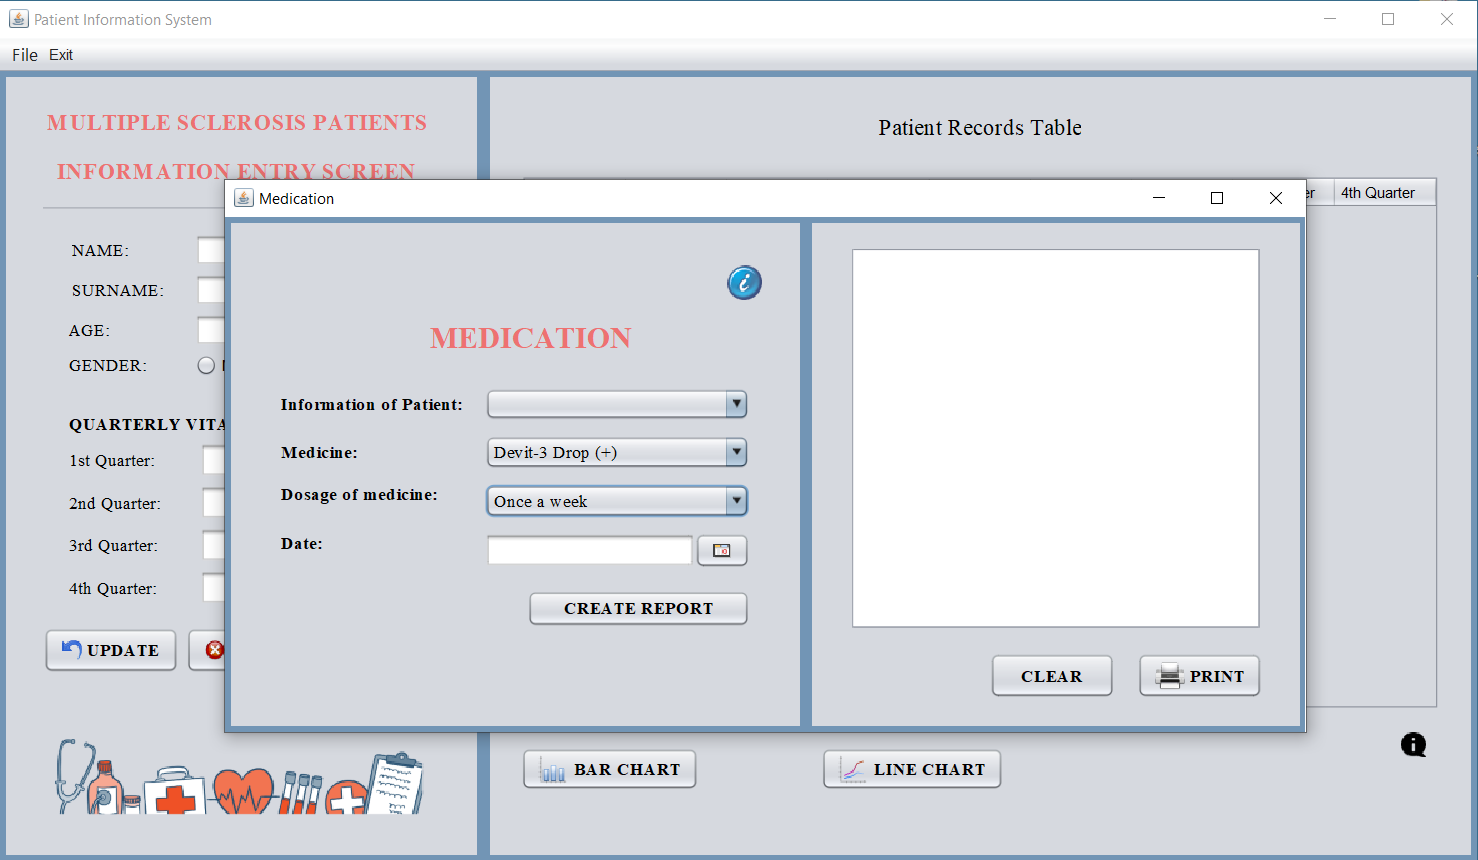 Patient Information System
File Exit
MULTIPLE SCLEROSIS PATIENTS
INFORMATION ENTRY SCREEN
NAME:
SURNAME:
AGE:
GENDER:
QUARTERLY VITA
1st Quarter:
2nd Quarter:
3rd Quarter:
4th Quarter:
UPDATE
Patient Records Table
er 4th Quarter
Medication
MEDICATION
Information of Patient:
Medicine: Devit-3 Drop (+)
Dosage of medicine: Once a week
Date:
CREATE REPORT
CLEAR PRINT
BAR CHART LINE CHART